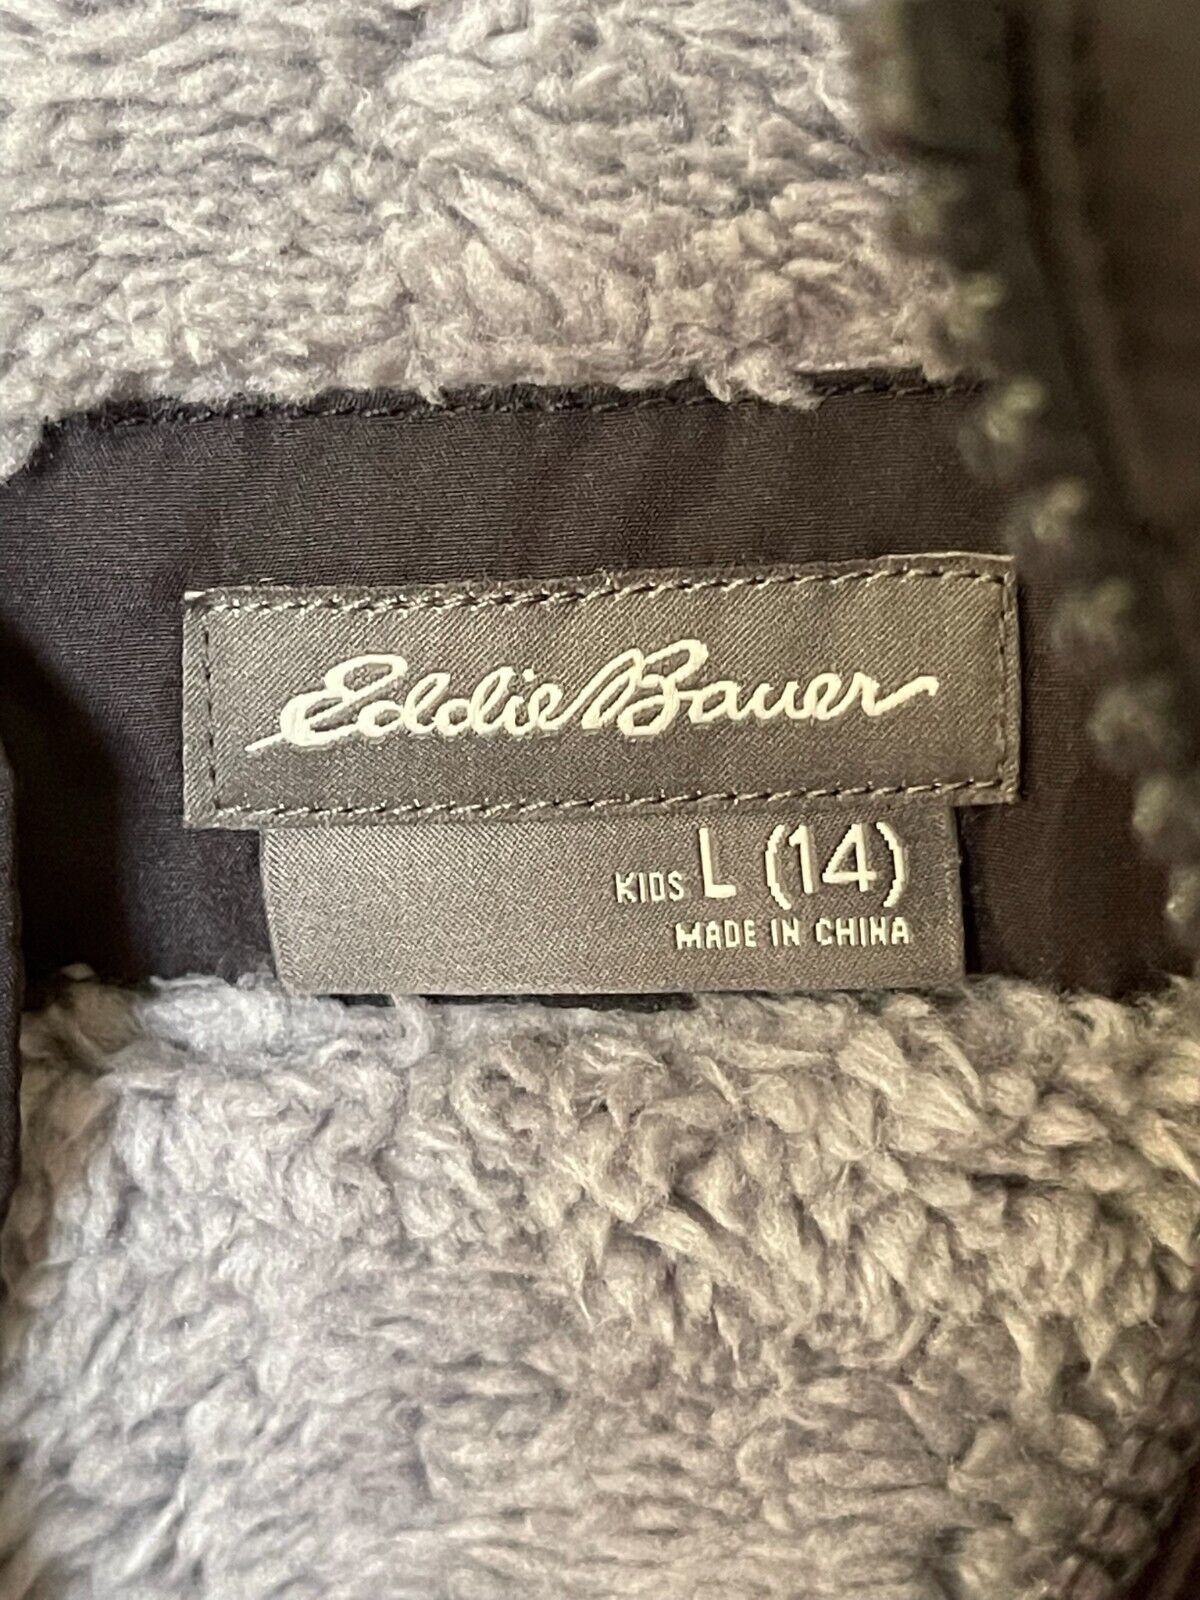 Eddie Bauer
KIDS L (14)
MADE IN CHINA